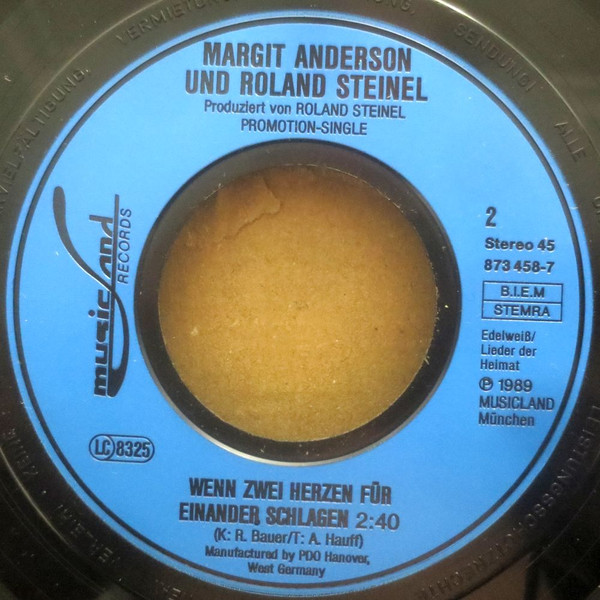 MARGIT ANDERSON
UND ROLAND STEINEL
Produziert von ROLAND STEINEL
PROMOTION-SINGLE
musicland
RECORDS
2
Stereo 45
873 458-7
B.I.E.M
STEMRA
Edelweiß/
Lieder der
Heimat
℗ 1989
MUSICLAND
München
LC 8325
WENN ZWEI HERZEN FÜR
EINANDER SCHLAGEN 2:40
(K: R. Bauer/T: A. Hauff)
Manufactured by PDO Hanover,
West Germany
SENDUNG! ALLE